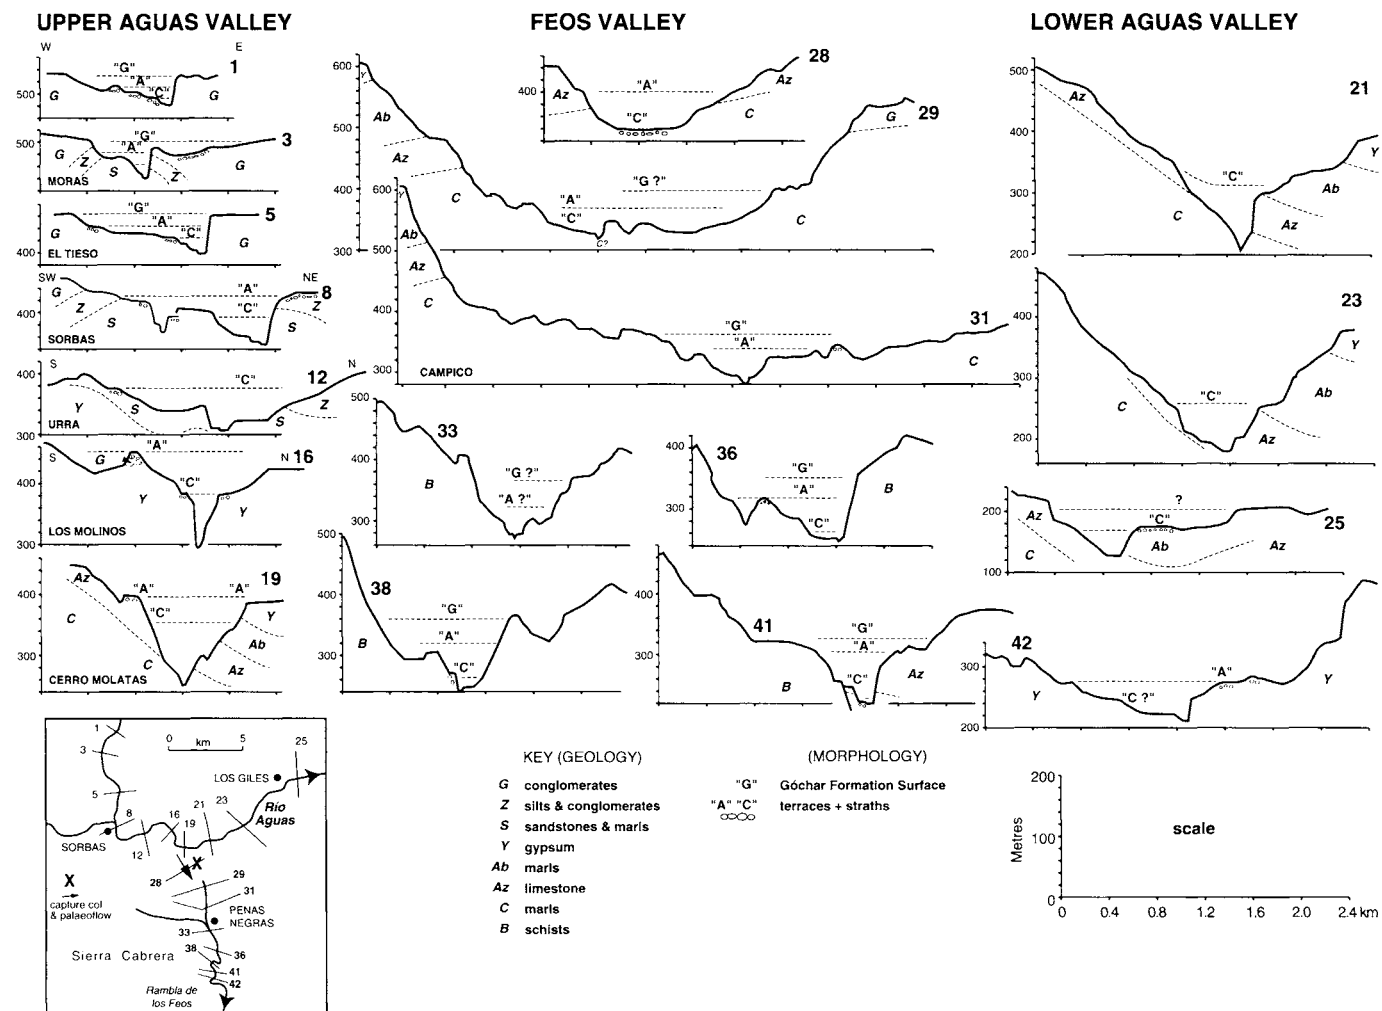 UPPER AGUAS VALLEY
W E
"G" 1
"A"
"C"
500 G G
500 "G" 3
"A"
G Z S Z G
MORAS
"G" 5
"A"
G "C" G
400 EL TIESO
SW NE
G "A" 8
Z "C" Z
400 S S
SORBAS
S N
400 "C" 12
Y S S Z
300 URRA
S "A" N 16
G
400 "C"
Y Y
LOS MOLINOS
300
Az "A" "A" 19
400
C "C" Y
Ab
300 C Az
CERRO MOLATAS
FEOS VALLEY
600 28
Y Az "A" Az
400
Ab "C" C
500 G 29
Az
400 "G ?"
600 "A"
Y C "C" C
300 C?
500 Ab
Az
400 C
"G" 31
"A"
300 CAMPICO C
500
33
400 B "G ?"
"A ?"
300
36
400
"G"
"A" B
300
"C"
500
38
400
"G"
"A"
300 B "C"
41
400
"G"
"A"
300
B "C" Az
LOWER AGUAS VALLEY
500 21
Az
400
Y
"C"
300 Ab
C
Az
200
23
400
Y
300
C "C" Ab
200 Az
?
200 "C" 25
Az
C Ab Az
100
42
300 "A"
Y "C ?" Y
200
1
3
5
8
12
16
19
21
23
25
0 5
km
LOS GILES
Río
Aguas
SORBAS
X
28
X
capture col
& palaeoflow
29
31
PENAS
NEGRAS
33
38
36
41
42
Sierra Cabrera
Rambla de
los Feos
KEY (GEOLOGY)
G conglomerates
Z silts & conglomerates
S sandstones & marls
Y gypsum
Ab marls
Az limestone
C marls
B schists
(MORPHOLOGY)
"G" Góchar Formation Surface
"A" "C" terraces + straths
200
Metres
100
scale
0
0 0.4 0.8 1.2 1.6 2.0 2.4 km